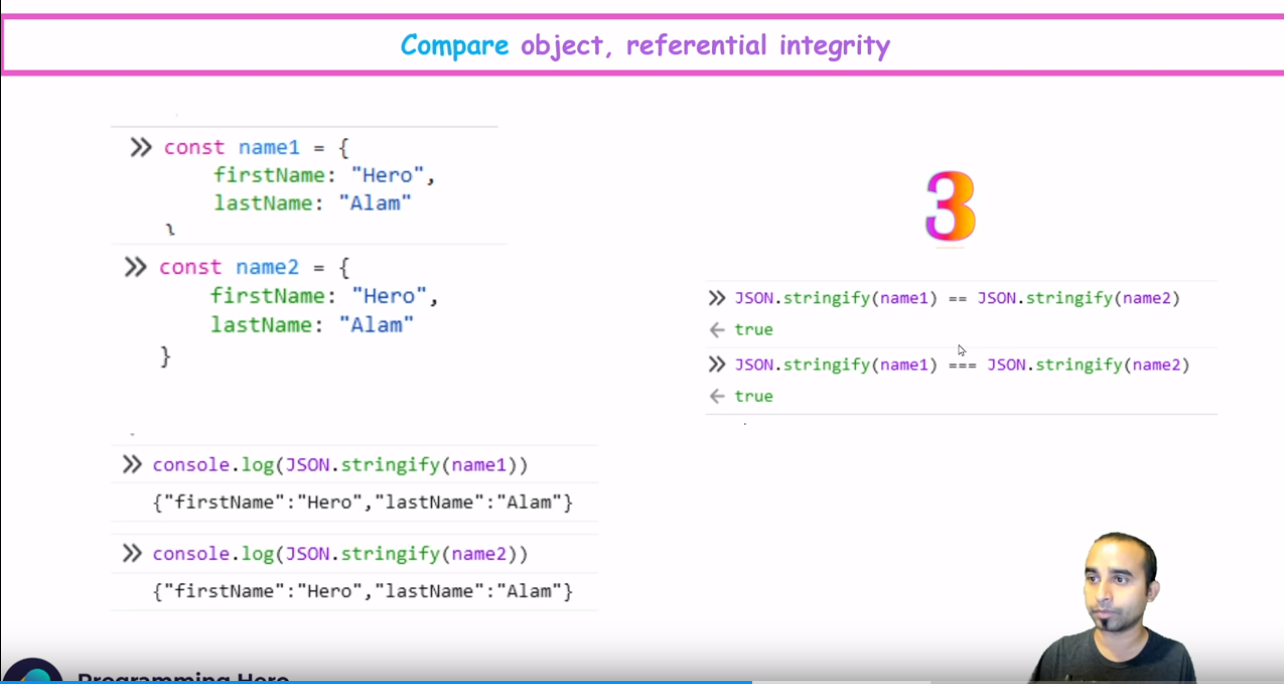 Compare object, referential integrity
>> const name1 = {
firstName: "Hero",
lastName: "Alam"
}
>> const name2 = {
firstName: "Hero",
lastName: "Alam"
}
>> console.log(JSON.stringify(name1))
{"firstName":"Hero","lastName":"Alam"}
>> console.log(JSON.stringify(name2))
{"firstName":"Hero","lastName":"Alam"}
3
>> JSON.stringify(name1) == JSON.stringify(name2)
← true
>> JSON.stringify(name1) === JSON.stringify(name2)
← true
Programming Hero